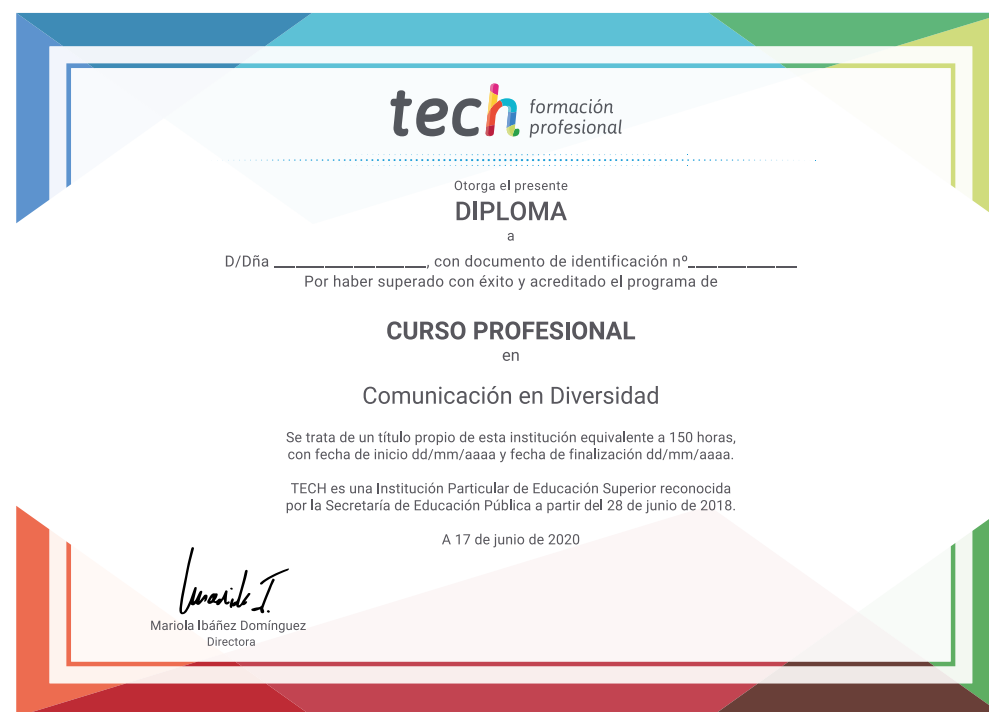 tech formación
profesional
Otorga el presente
DIPLOMA
a
D/Dña ____________________, con documento de identificación nº______________
Por haber superado con éxito y acreditado el programa de
CURSO PROFESIONAL
en
Comunicación en Diversidad
Se trata de un título propio de esta institución equivalente a 150 horas,
con fecha de inicio dd/mm/aaaa y fecha de finalización dd/mm/aaaa.
TECH es una Institución Particular de Educación Superior reconocida
por la Secretaría de Educación Pública a partir del 28 de junio de 2018.
A 17 de junio de 2020
Mariola Ibáñez Domínguez
Directora